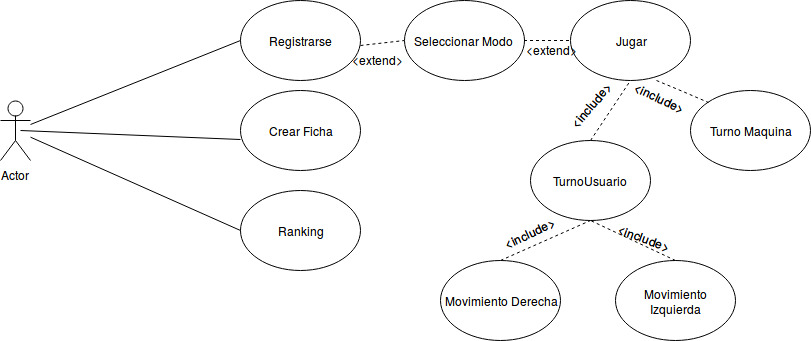 Registrarse
<extend>
Seleccionar Modo
<extend>
Jugar
<include>
<include>
Crear Ficha
Turno Maquina
Actor
TurnoUsuario
Ranking
<include>
<include>
Movimiento Derecha
Movimiento
Izquierda